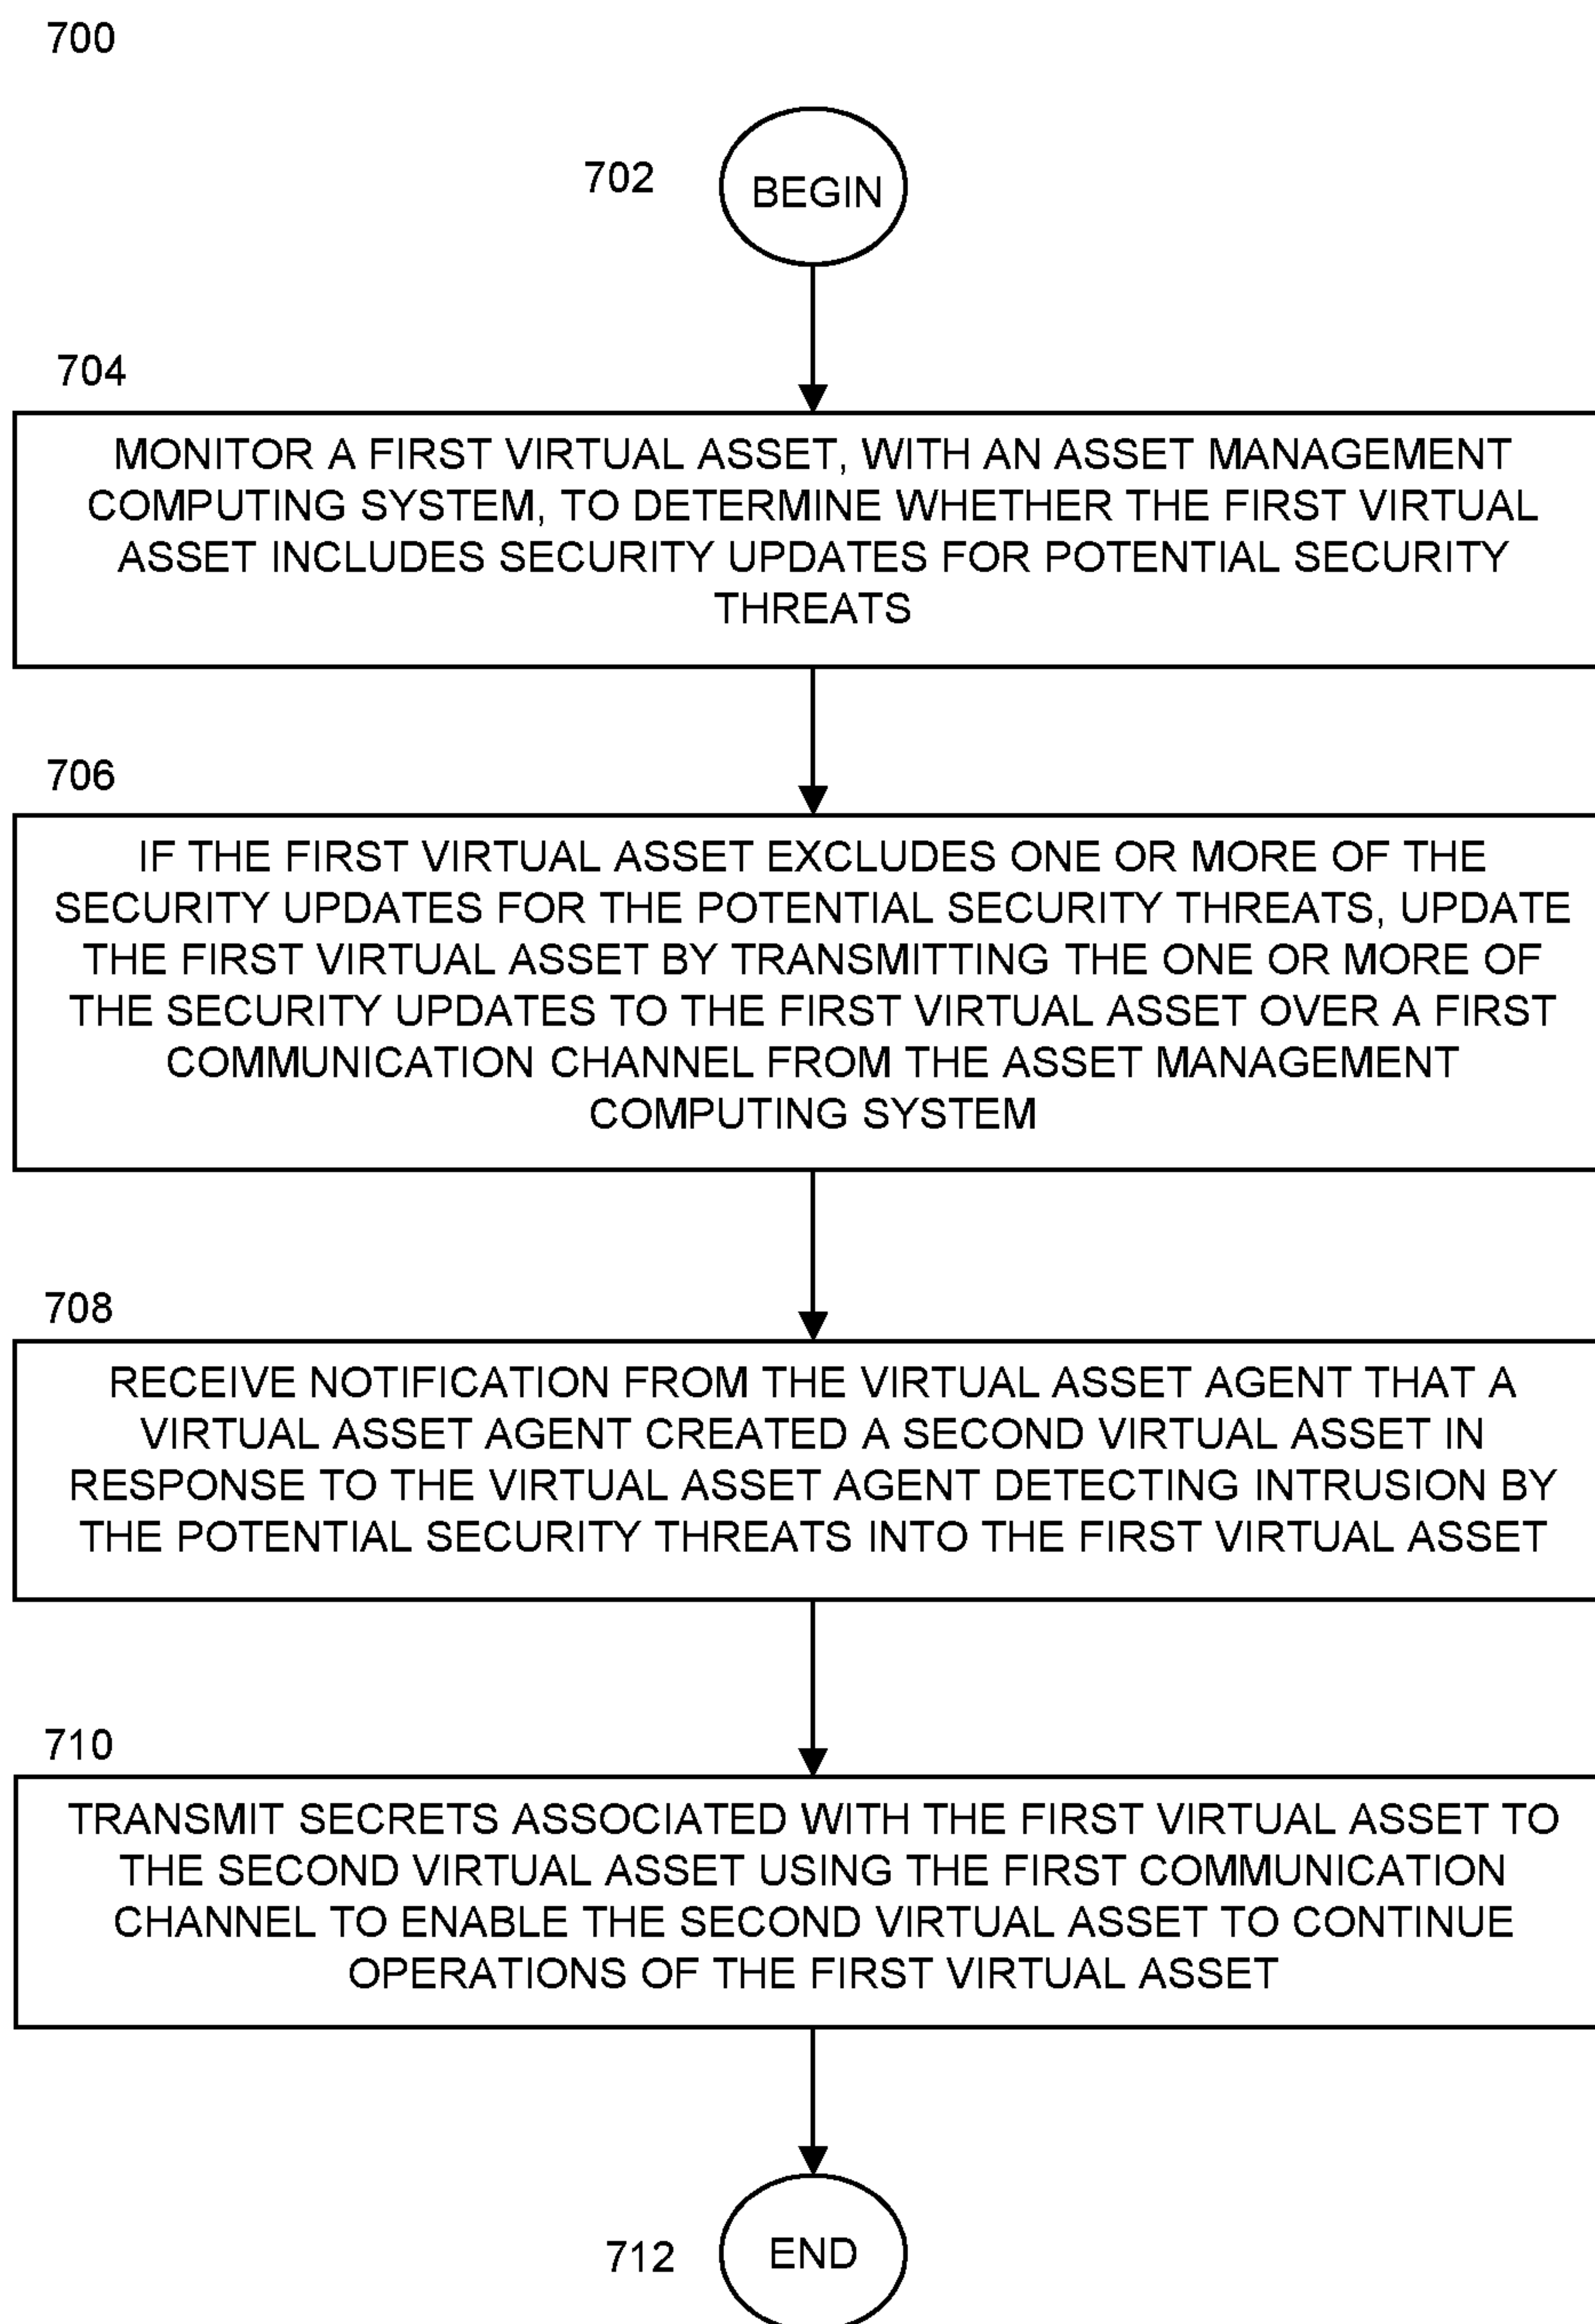 700
702
BEGIN
704
MONITOR A FIRST VIRTUAL ASSET, WITH AN ASSET MANAGEMENT
COMPUTING SYSTEM, TO DETERMINE WHETHER THE FIRST VIRTUAL
ASSET INCLUDES SECURITY UPDATES FOR POTENTIAL SECURITY
THREATS
706
IF THE FIRST VIRTUAL ASSET EXCLUDES ONE OR MORE OF THE
SECURITY UPDATES FOR THE POTENTIAL SECURITY THREATS, UPDATE
THE FIRST VIRTUAL ASSET BY TRANSMITTING THE ONE OR MORE OF
THE SECURITY UPDATES TO THE FIRST VIRTUAL ASSET OVER A FIRST
COMMUNICATION CHANNEL FROM THE ASSET MANAGEMENT
COMPUTING SYSTEM
708
RECEIVE NOTIFICATION FROM THE VIRTUAL ASSET AGENT THAT A
VIRTUAL ASSET AGENT CREATED A SECOND VIRTUAL ASSET IN
RESPONSE TO THE VIRTUAL ASSET AGENT DETECTING INTRUSION BY
THE POTENTIAL SECURITY THREATS INTO THE FIRST VIRTUAL ASSET
710
TRANSMIT SECRETS ASSOCIATED WITH THE FIRST VIRTUAL ASSET TO
THE SECOND VIRTUAL ASSET USING THE FIRST COMMUNICATION
CHANNEL TO ENABLE THE SECOND VIRTUAL ASSET TO CONTINUE
OPERATIONS OF THE FIRST VIRTUAL ASSET
712
END